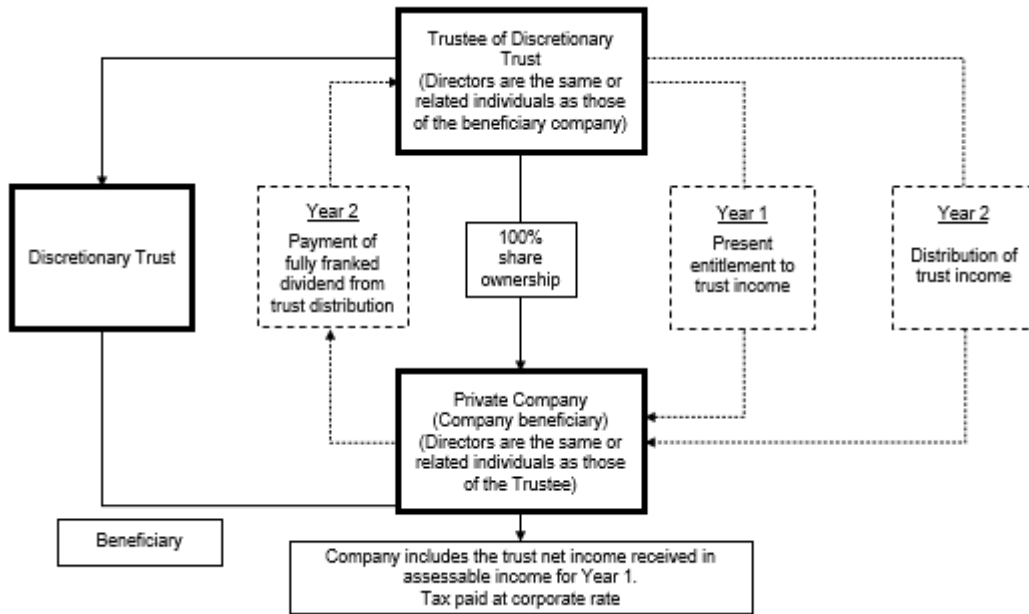 Trustee of Discretionary
Trust
(Directors are the same or
related individuals as those
of the beneficiary company)
Discretionary Trust
Year 2
Payment of
fully franked
dividend from
trust distribution
100%
share
ownership
Year 1
Present
entitlement to
trust income
Year 2
Distribution of
trust income
Private Company
(Company beneficiary)
(Directors are the same or
related individuals as those
of the Trustee)
Beneficiary
Company includes the trust net income received in
assessable income for Year 1.
Tax paid at corporate rate